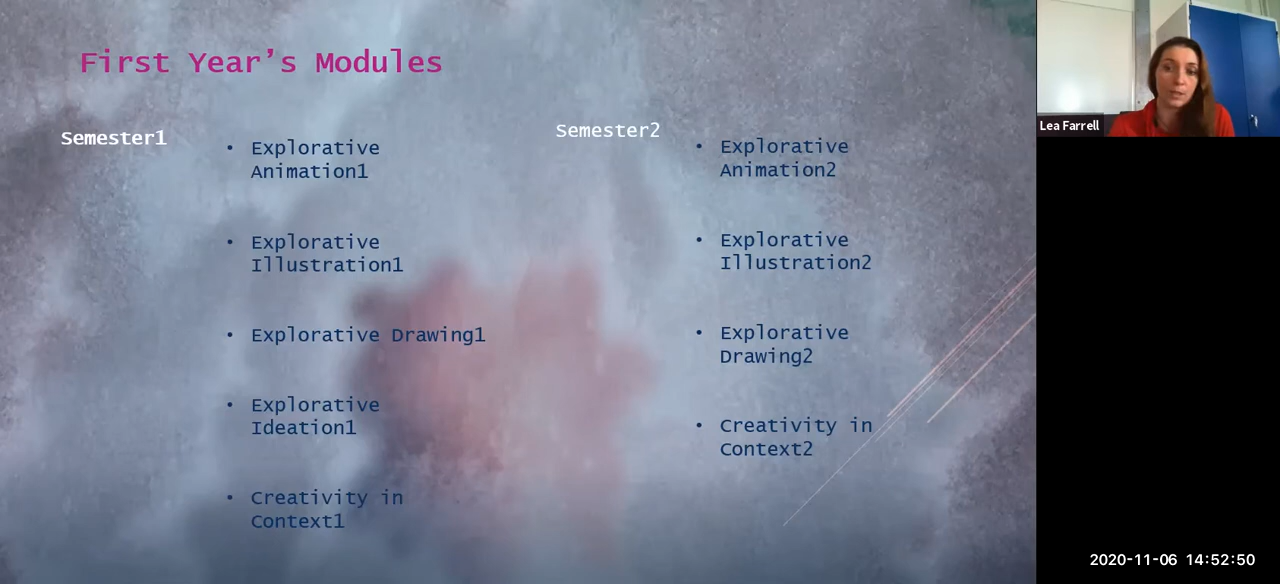 First Year's Modules
Semester1
• Explorative
Animation1
• Explorative
Illustration1
• Explorative Drawing1
• Explorative
Ideation1
• Creativity in
Context1
Semester2
• Explorative
Animation2
• Explorative
Illustration2
• Explorative
Drawing2
• Creativity in
Context2
Lea Farrell
2020-11-06 14:52:50